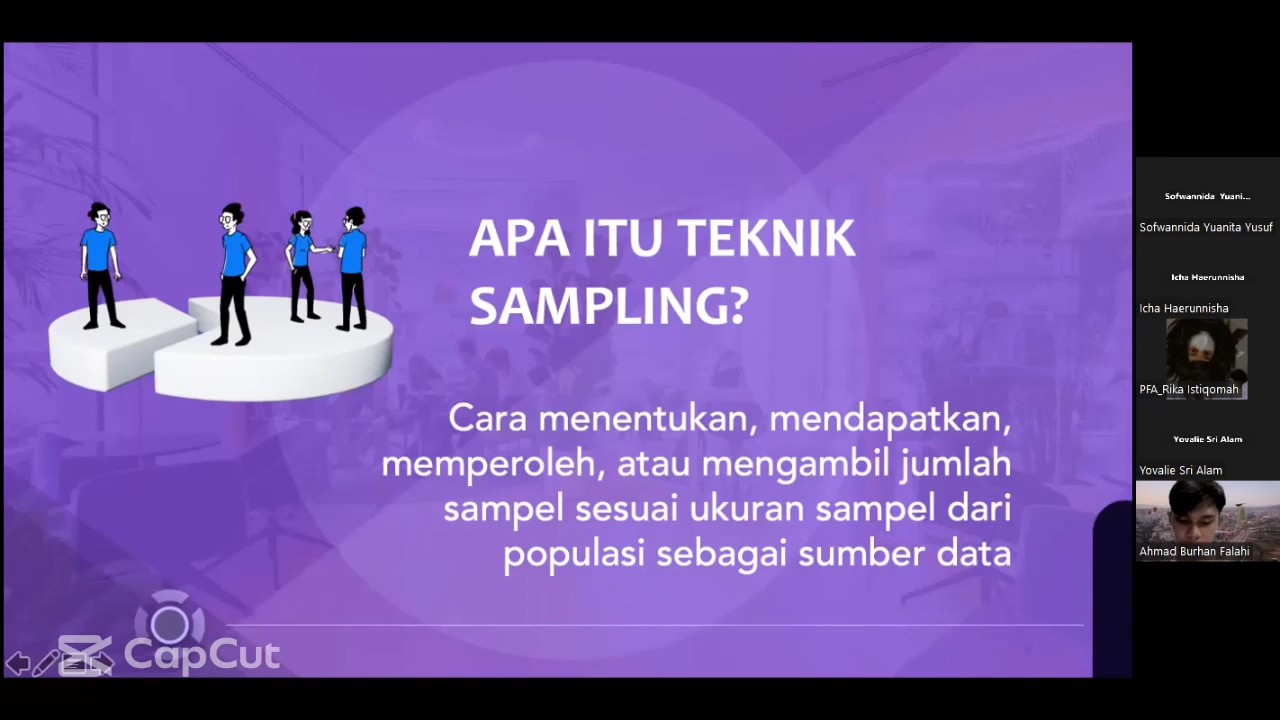 APA ITU TEKNIK
SAMPLING?
Cara menentukan, mendapatkan,
memperoleh, atau mengambil jumlah
sampel sesuai ukuran sampel dari
populasi sebagai sumber data
CapCut
Sofwannida Yuani...
Sofwannida Yuanita Yusuf
Icha Haerunnisha
Icha Haerunnisha
PFA_Rika Istiqomah
Yovalie Sri Alam
Yovalie Sri Alam
Ahmad Burhan Falahi